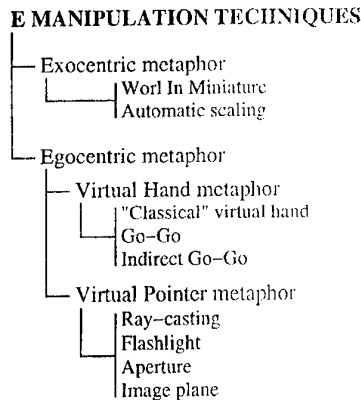 E MANIPULATION TECHNIQUES
Exocentric metaphor
Worl In Miniature
Automatic scaling
Egocentric metaphor
Virtual Hand metaphor
"Classical" virtual hand
Go-Go
Indirect Go-Go
Virtual Pointer metaphor
Ray-casting
Flashlight
Aperture
Image plane